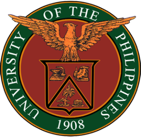 UNIVERSITY OF THE PHILIPPINES
1908